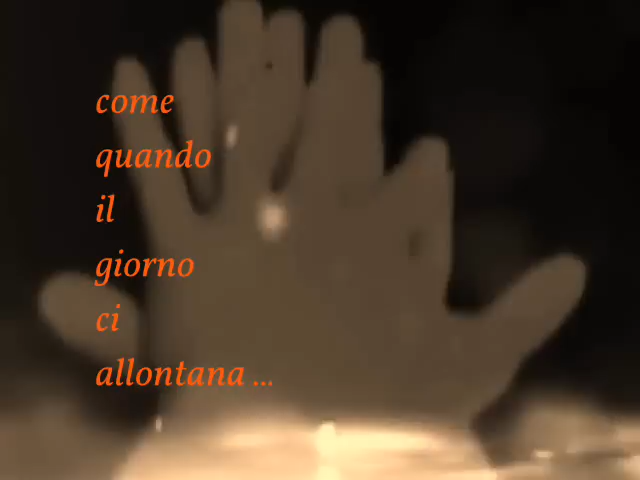 come
quando
il
giorno
ci
allontana ...